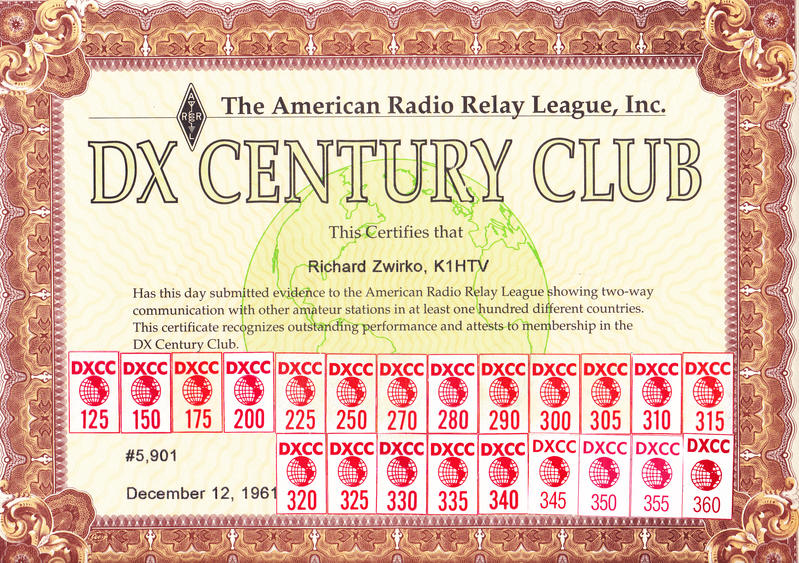 ARRL
The American Radio Relay League, Inc.
DX CENTURY CLUB
This Certifies that
Richard Zwirko, K1HTV
Has this day submitted evidence to the American Radio Relay League showing two-way
communication with other amateur stations in at least one hundred different countries.
This certificate recognizes outstanding performance and attests to membership in the
DX Century Club.
DXCC DXCC DXCC DXCC DXCC DXCC DXCC DXCC DXCC DXCC DXCC DXCC DXCC
125 150 175 200 225 250 270 280 290 300 305 310 315
#5,901
DXCC DXCC DXCC DXCC DXCC DXCC DXCC DXCC DXCC
December 12, 1961
320 325 330 335 340 345 350 355 360